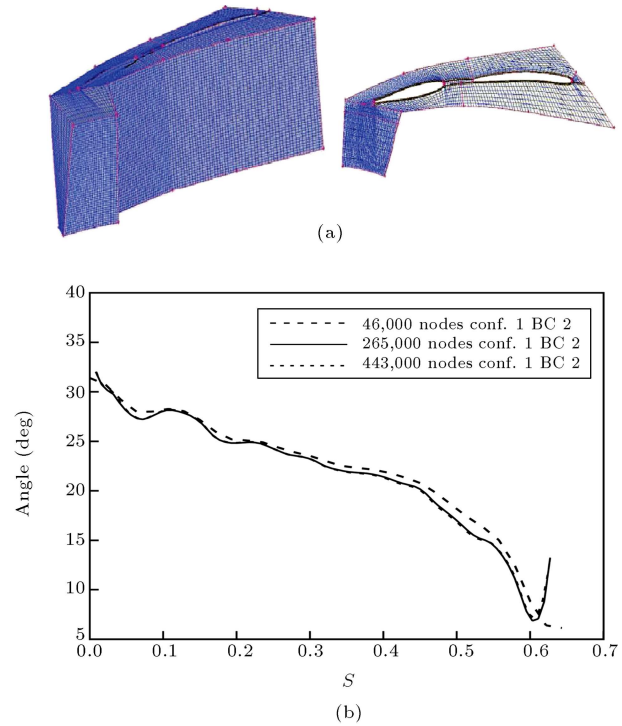 (a)
40
35
30
25
20
15
10
5
Angle (deg)
46,000 nodes conf. 1 BC 2
265,000 nodes conf. 1 BC 2
443,000 nodes conf. 1 BC 2
0.0 0.1 0.2 0.3 0.4 0.5 0.6 0.7
S
(b)